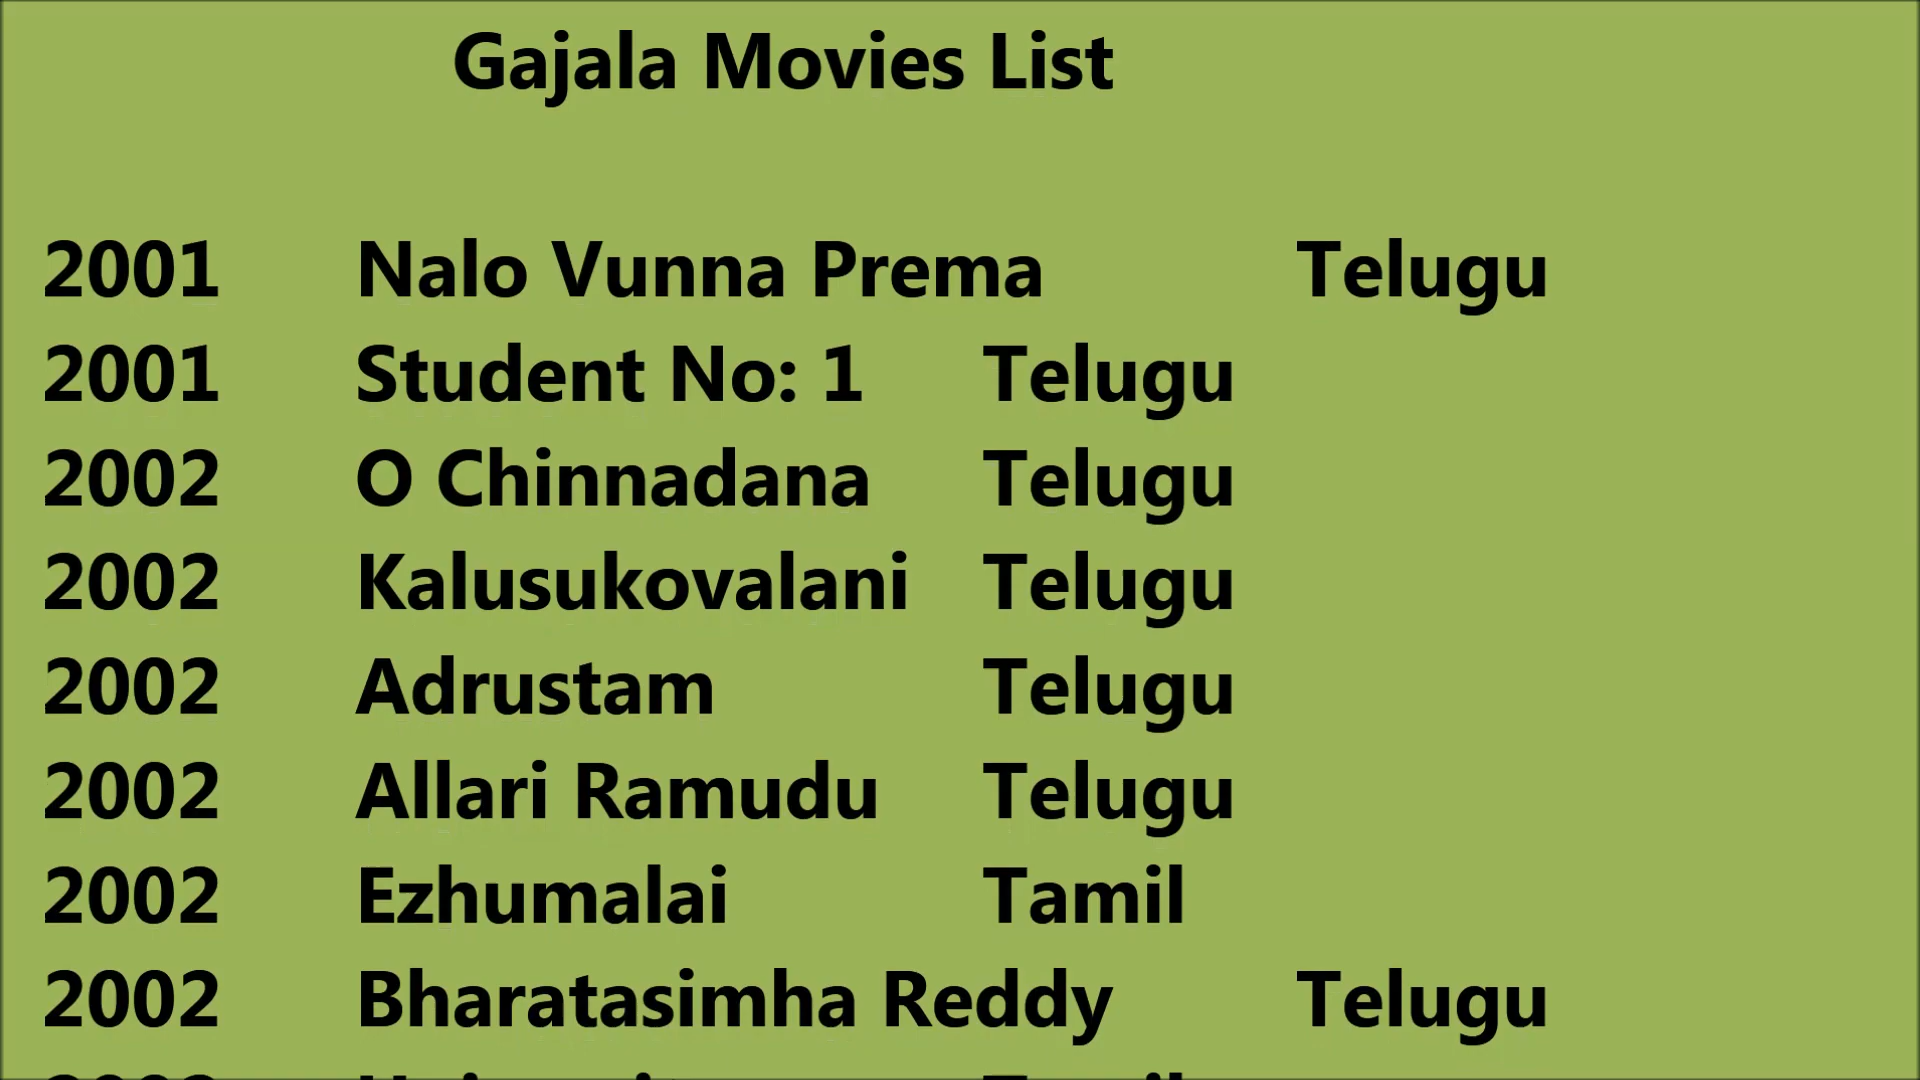 Gajala Movies List
2001 Nalo Vunna Prema Telugu
2001 Student No: 1 Telugu
2002 O Chinnadana Telugu
2002 Kalusukovalani Telugu
2002 Adrustam Telugu
2002 Allari Ramudu Telugu
2002 Ezhumalai Tamil
2002 Bharatasimha Reddy Telugu